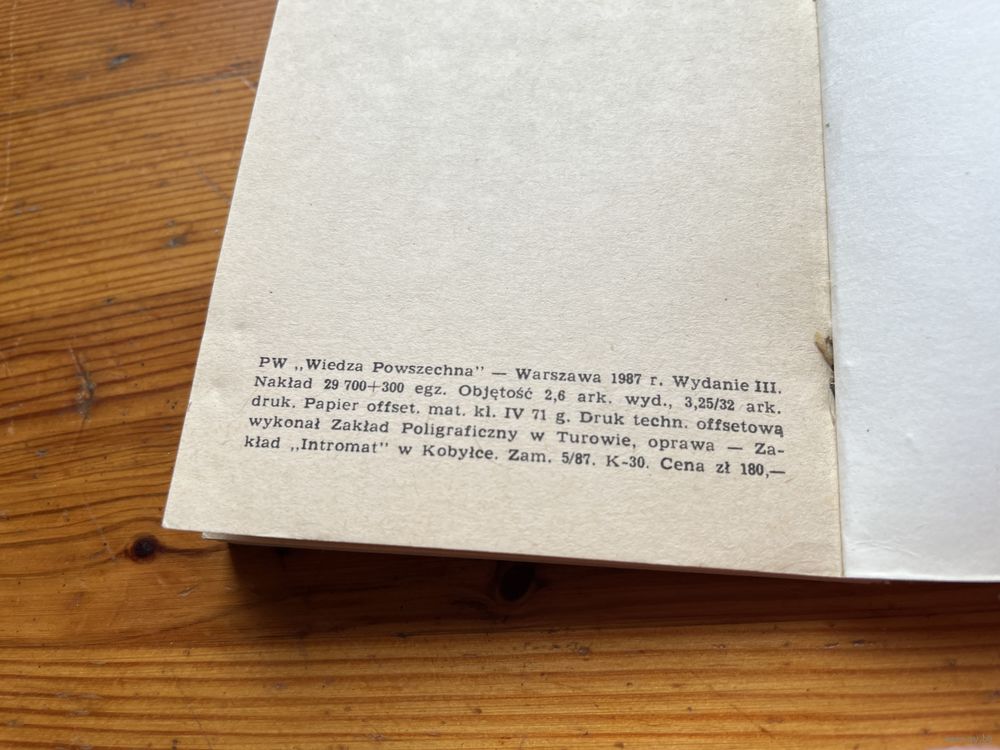 PW ,,Wiedza Powszechna" — Warszawa 1987 r. Wydanie III.
Nakład 29 700+300 egz. Objętość 2,6 ark. wyd., 3,25/32 ark.
druk. Papier offset. mat. kl. IV 71 g. Druk techn. offsetową
wykonał Zakład Poligraficzny w Turowie, oprawa — Za-
kład ,,Intromat" w Kobyłce. Zam. 5/87. K-30. Cena zł 180,—